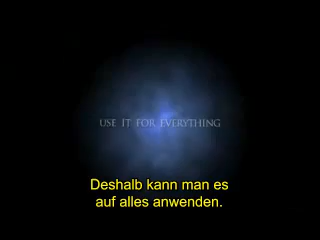 USE IT FOR EVERYTHING
Deshalb kann man es
auf alles anwenden.